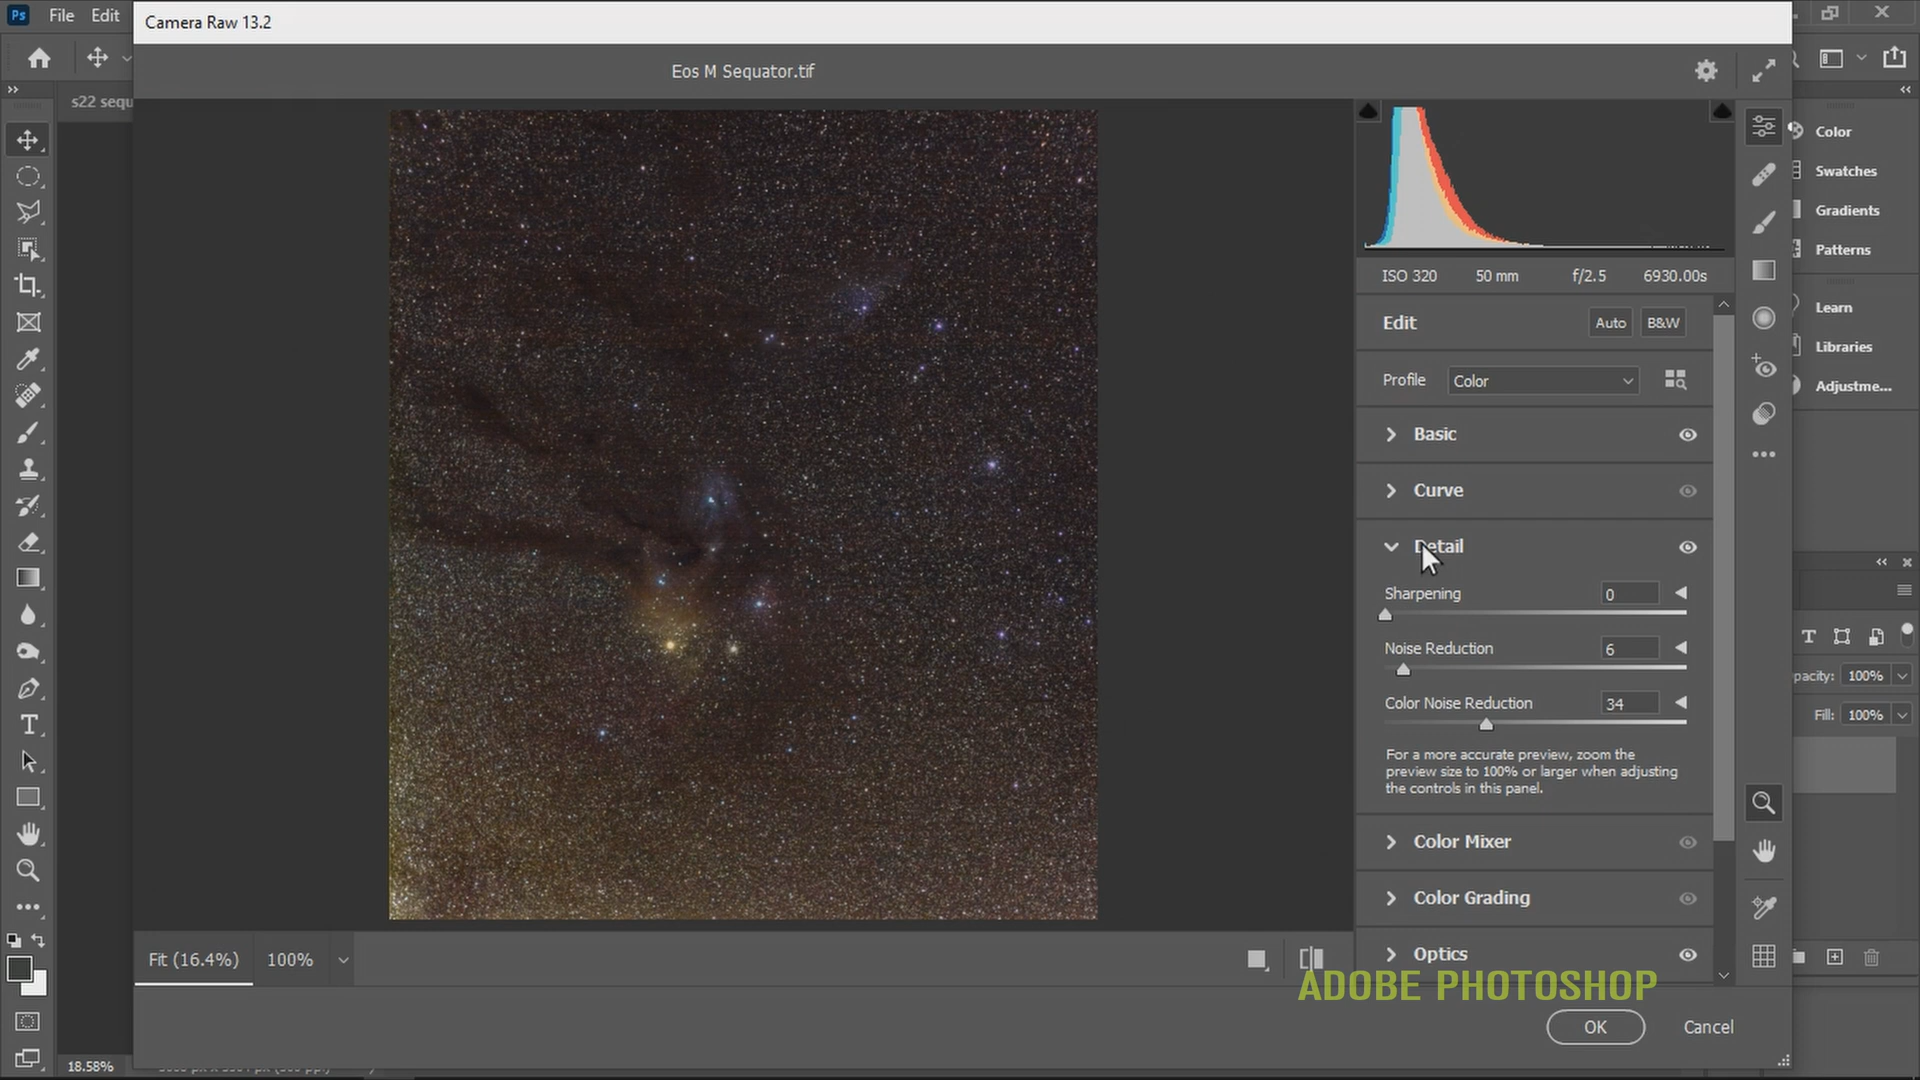 Ps File Edit
Camera Raw 13.2
Eos M Sequator.tif
s22 sequ
Color
Swatches
Gradients
Patterns
Learn
Libraries
Adjustme...
ISO 320 50 mm f/2.5 6930.00s
Edit Auto B&W
Profile Color
Basic
Curve
Detail
Sharpening 0
Noise Reduction 6
Color Noise Reduction 34
For a more accurate preview, zoom the
preview size to 100% or larger when adjusting
the controls in this panel.
Color Mixer
Color Grading
Optics
pacity: 100%
Fill: 100%
Fit (16.4%) 100%
ADOBE PHOTOSHOP
OK Cancel
18.58%